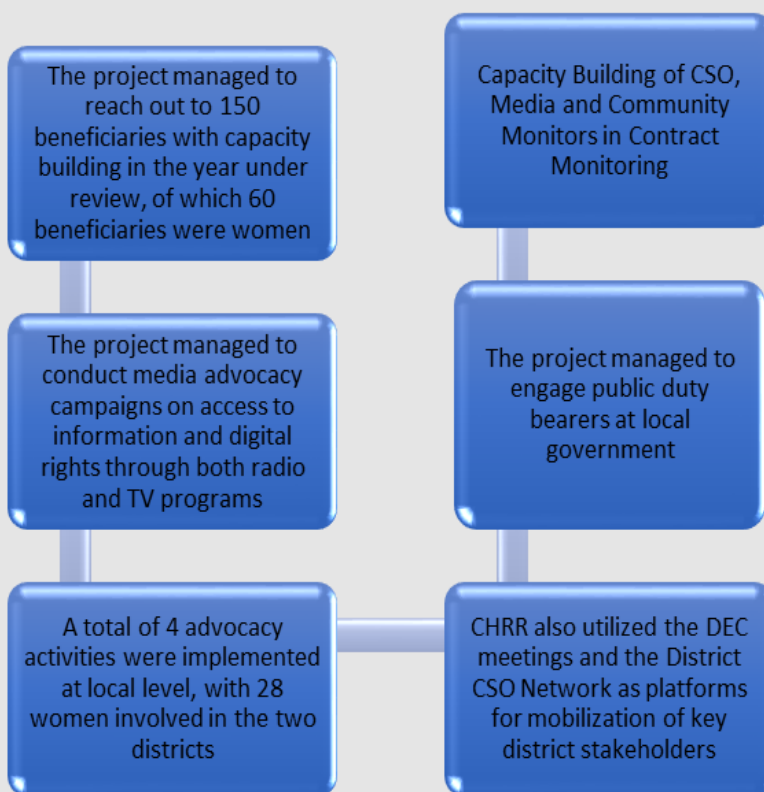 The project managed to
reach out to 150
beneficiaries with capacity
building in the year under
review, of which 60
beneficiaries were women
The project managed to
conduct media advocacy
campaigns on access to
information and digital
rights through both radio
and TV programs
A total of 4 advocacy
activities were implemented
at local level, with 28
women involved in the two
districts
CHRR also utilized the DEC
meetings and the District
CSO Network as platforms
for mobilization of key
district stakeholders
The project managed to
engage public duty
bearers at local
government
Capacity Building of CSO,
Media and Community
Monitors in Contract
Monitoring